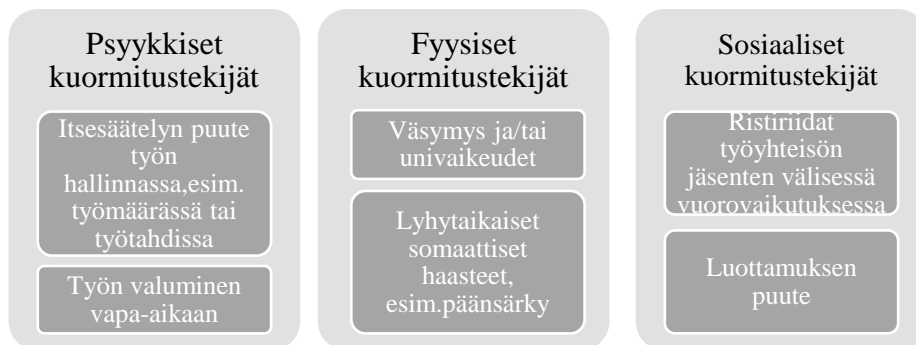 Psyykkiset
kuormitustekijät
Itsesäätelyn puute
työn
hallinnassa,esim.
työmäärässä tai
työtahdissa
Työn valuminen
vapa-aikaan
Fyysiset
kuormitustekijät
Väsymys ja/tai
univaikeudet
Lyhytaikaiset
somaattiset
haasteet,
esim.päänsärky
Sosiaaliset
kuormitustekijät
Ristiriidat
työyhteisön
jäsenten välisessä
vuorovaikutuksessa
Luottamuksen
puute